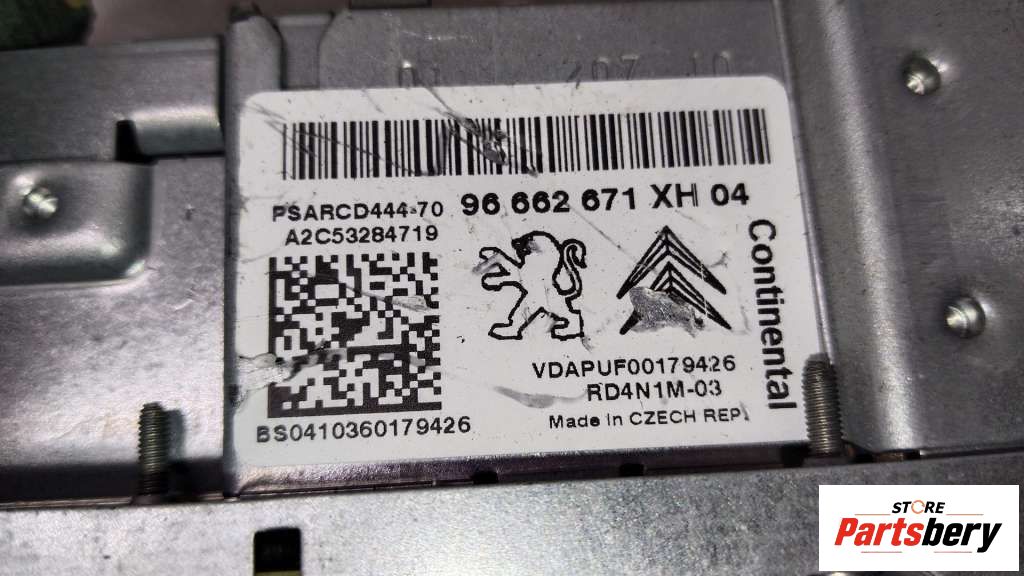 PSARCD444-70 96 662 671 XH 04
A2C53284719
Continental
VDAPUF00179426
RD4N1M-03
BS0410360179426
Made in CZECH REP.
STORE
Partsbery